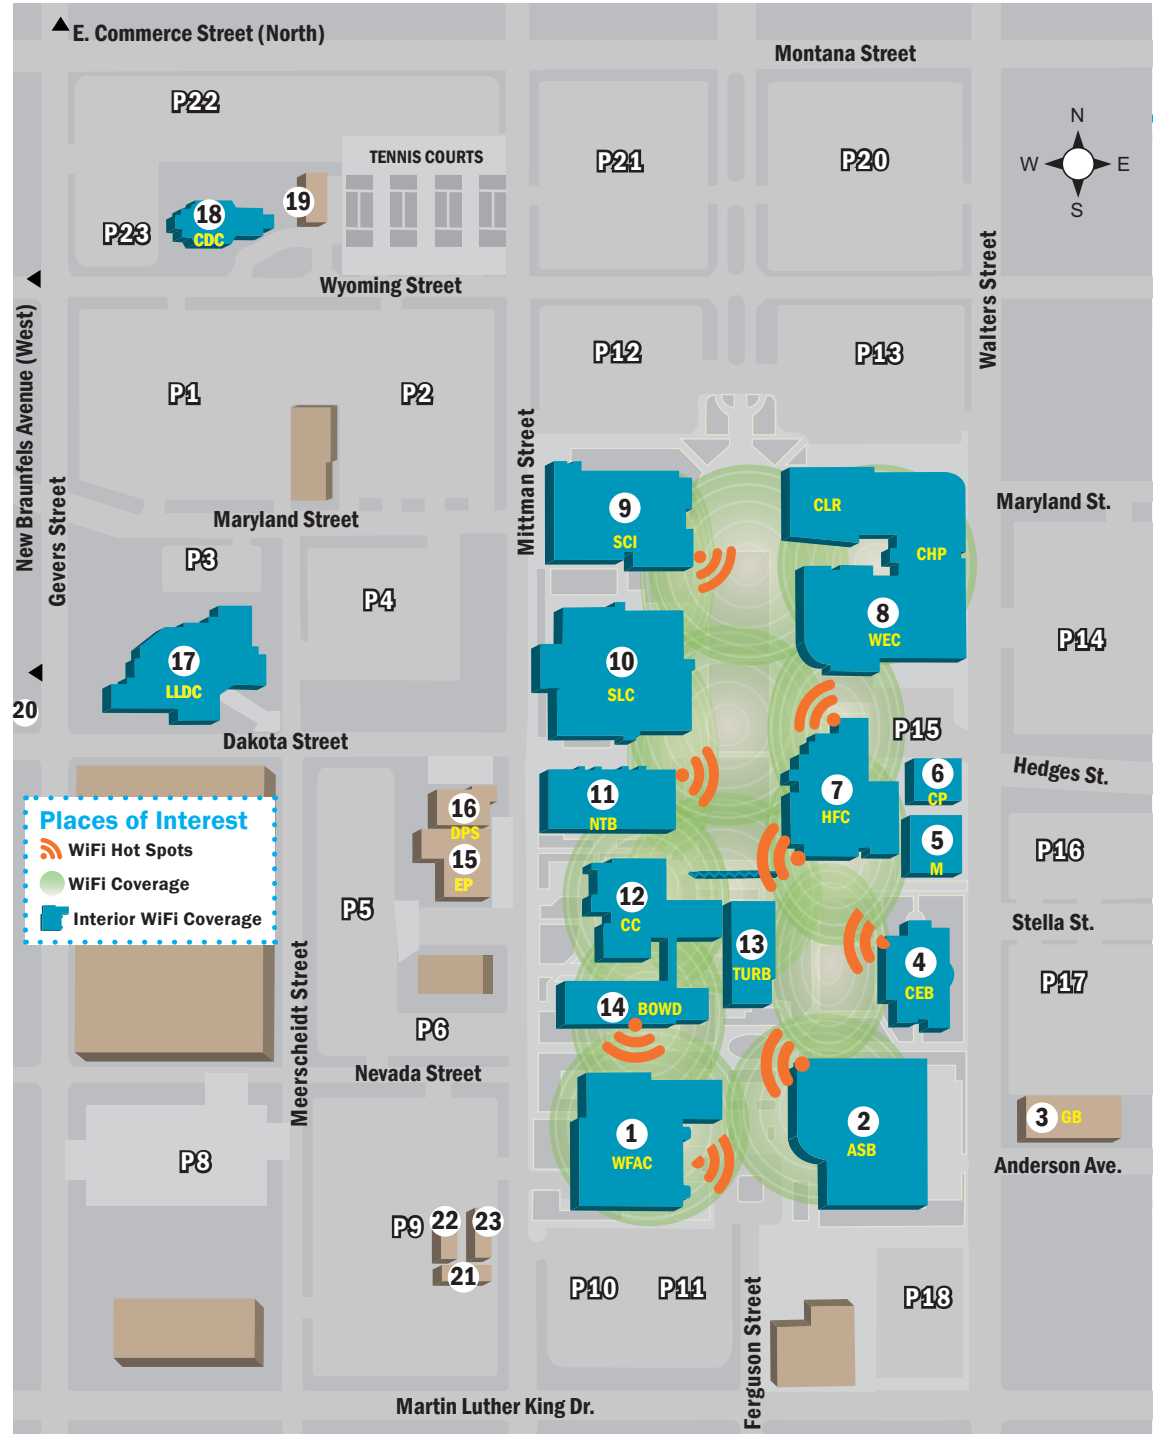 E. Commerce Street (North)
Montana Street
P22
TENNIS COURTS
P21
P20
N
W
E
S
19
18
CDC
P23
Wyoming Street
Walters Street
New Braunfels Avenue (West)
P12
P13
P1
P2
Mittman Street
Gevers Street
Maryland Street
Maryland St.
9
SCI
CLR
CHP
P3
P4
8
WEC
P14
17
LLDC
10
SLC
20
P15
Dakota Street
Hedges St.
6
CP
7
HFC
11
NTB
16
DPS
15
EP
5
M
P16
Places of Interest
WiFi Hot Spots
WiFi Coverage
Interior WiFi Coverage
P5
12
CC
13
TURB
4
CEB
Stella St.
P17
Meerscheidt Street
14
BOWD
P6
Nevada Street
1
WFAC
2
ASB
3
GB
Anderson Ave.
P8
P9
22
23
21
P10
P11
P18
Ferguson Street
Martin Luther King Dr.